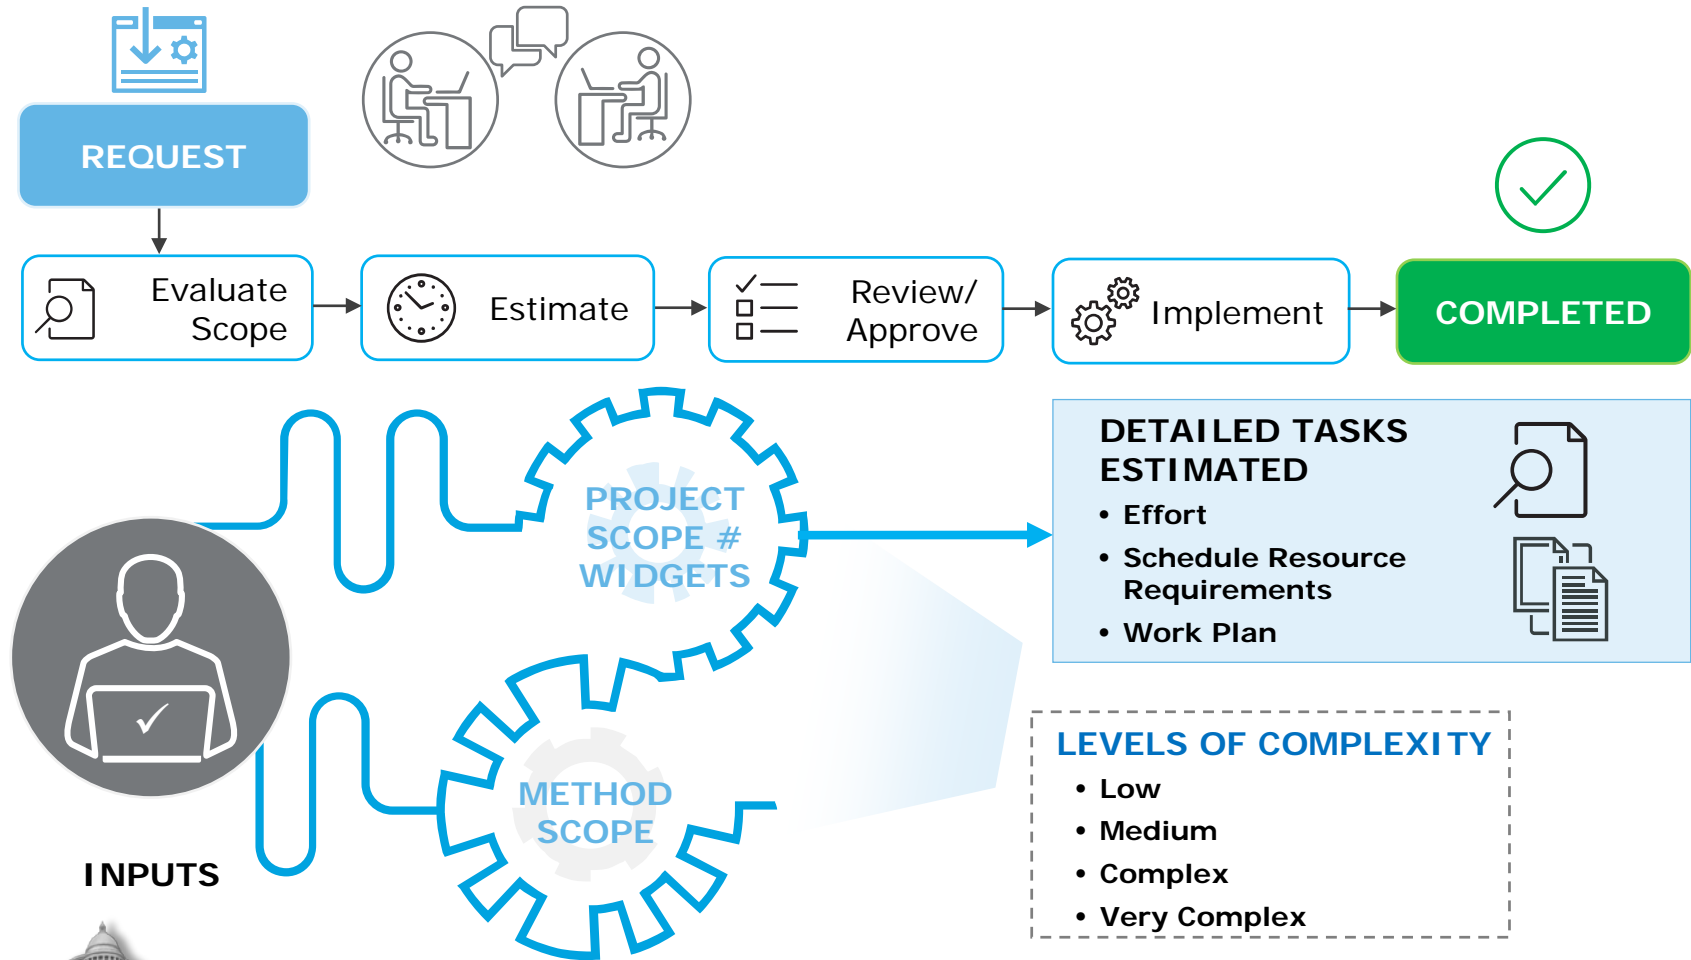 REQUEST
Evaluate
Scope
Estimate
Review/
Approve
Implement
COMPLETED
PROJECT
SCOPE #
WIDGETS
DETAILED TASKS
ESTIMATED
• Effort
• Schedule Resource
Requirements
• Work Plan
METHOD
SCOPE
LEVELS OF COMPLEXITY
• Low
• Medium
• Complex
• Very Complex
INPUTS